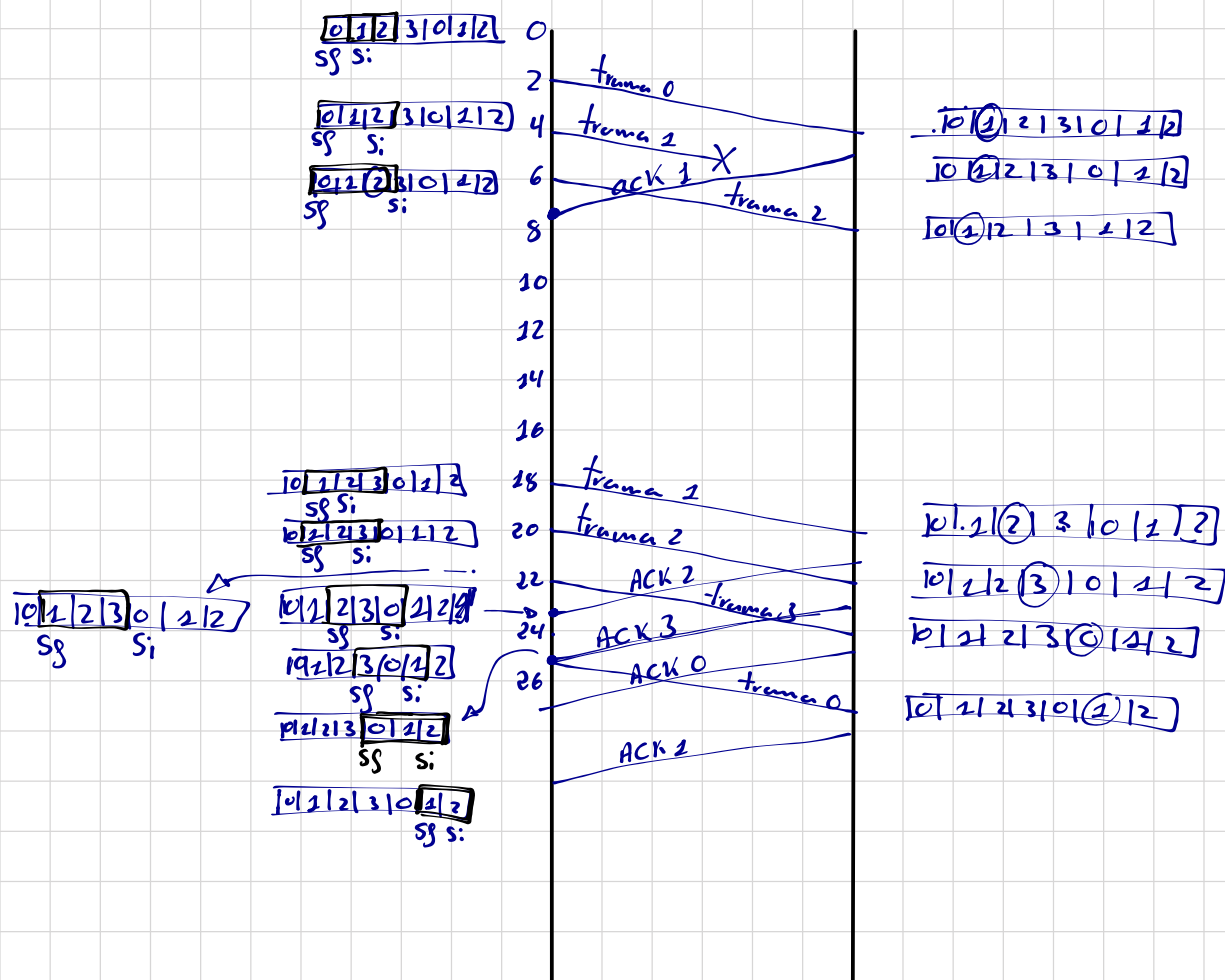 0|1|2|3|0|1|2 0
Sf Si
2 trama 0
0|1|2|3|0|1|2 4 trama 1 |0|1|2|3|0|1|2
Sf Si
X
0|1|2|3|0|1|2 6 ack 1 |0|1|2|3|0|1|2
Sf Si
trama 2
8 |0|1|2|3|1|2
10
12
14
16
|0|1|2|3|0|1|2 18 trama 1
Sf Si
|0|1|2|3|0|1|2 20 trama 2 |0|1|2|3|0|1|2
Sf Si
22 ACK 2 |0|1|2|3|0|1|2
|0|1|2|3|0|1|2 |0|1|2|3|0|1|2 trama 3
Sf Si Sf Si
24 ACK 3 |0|1|2|3|0|1|2
|0|1|2|3|0|1|2 26 ACK 0 trama 0
Sf Si
|0|1|2|3|0|1|2 |0|1|2|3|0|1|2
Sf Si
ACK 1
|0|1|2|3|0|1|2
Sf Si